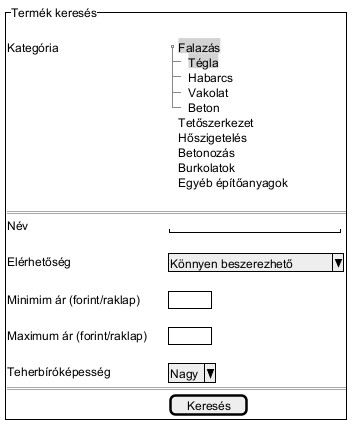 Termék keresés
Kategória
Falazás
Tégla
Habarcs
Vakolat
Beton
Tetőszerkezet
Hőszigetelés
Betonozás
Burkolatok
Egyéb építőanyagok
Név
Elérhetőség Könnyen beszerezhető
Minimim ár (forint/raklap)
Maximum ár (forint/raklap)
Teherbíróképesség Nagy
Keresés